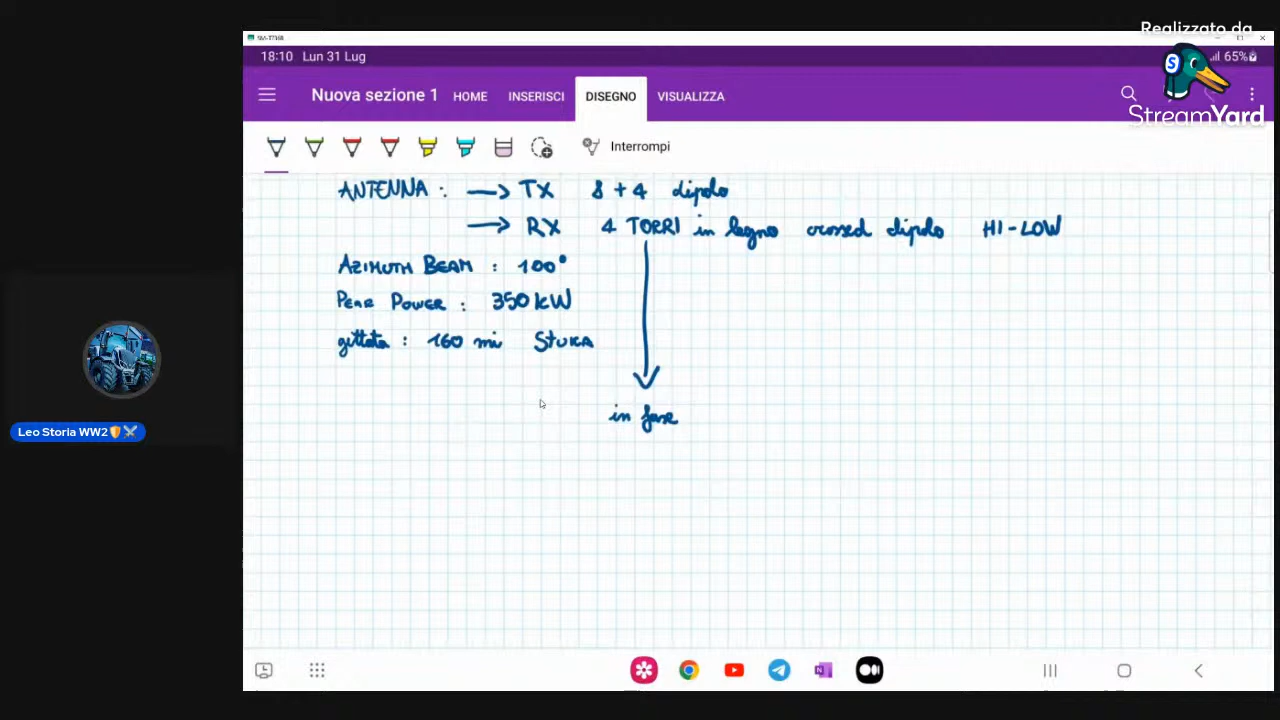 Realizzato da
StreamYard
18:10 Lun 31 Lug
65%
Nuova sezione 1 HOME INSERISCI DISEGNO VISUALIZZA
Interrompi
ANTENNA : → TX 8 + 4 dipolo
→ RX 4 TORRI in legno crossed dipolo HI-LOW
AZIMUTH BEAM : 100°
PEAK POWER : 350 kW
gittata : 160 mi STUKA
in fase
Leo Storia WW2🛡️⚔️